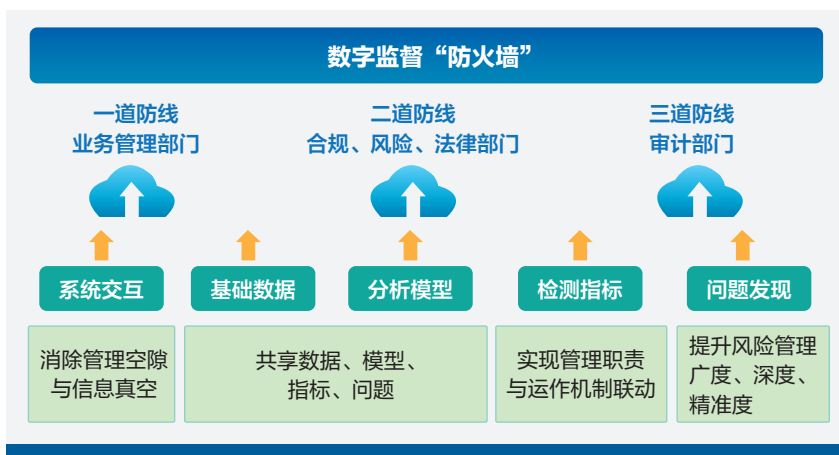 数字监督“防火墙”
一道防线
业务管理部门
二道防线
合规、风险、法律部门
三道防线
审计部门
系统交互
基础数据
分析模型
检测指标
问题发现
消除管理空隙
与信息真空
共享数据、模型、
指标、问题
实现管理职责
与运作机制联动
提升风险管理
广度、深度、
精准度